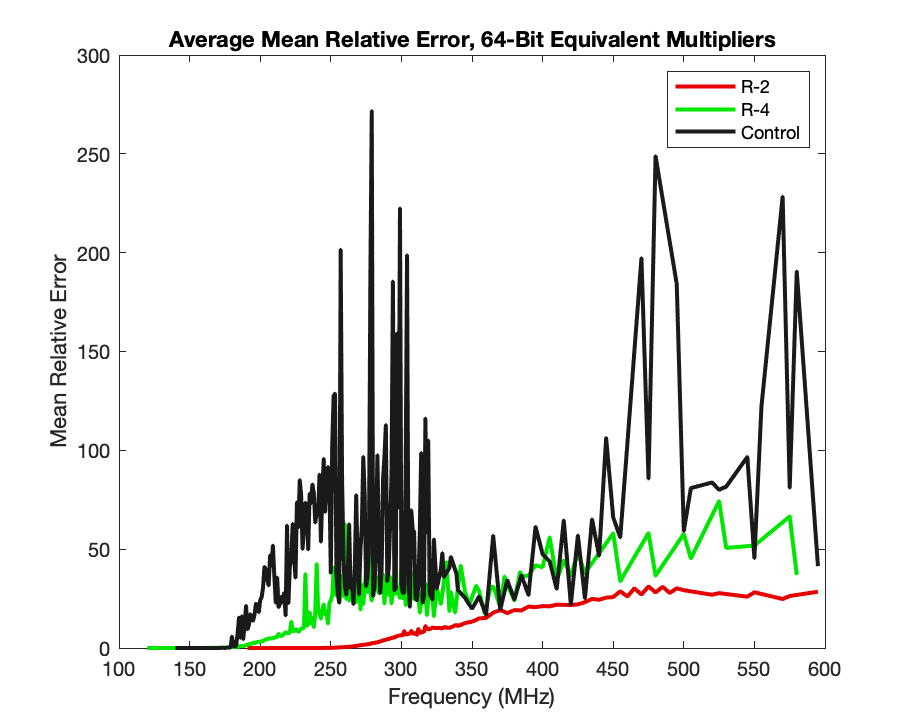 Average Mean Relative Error, 64-Bit Equivalent Multipliers
300
250
200
150
100
50
0
Mean Relative Error
R-2
R-4
Control
100 150 200 250 300 350 400 450 500 550 600
Frequency (MHz)